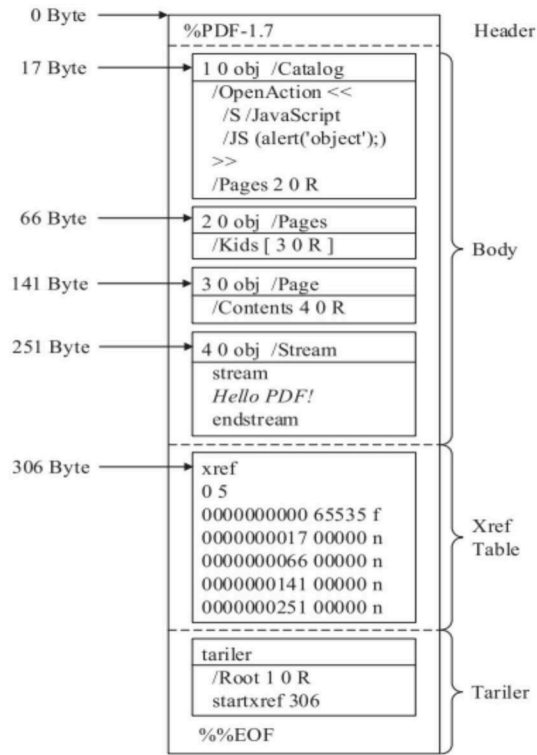 0 Byte
%PDF-1.7
Header
17 Byte
1 0 obj /Catalog
/OpenAction <<
/S /JavaScript
/JS (alert('object');)
>>
/Pages 2 0 R
66 Byte
2 0 obj /Pages
/Kids [ 3 0 R ]
Body
141 Byte
3 0 obj /Page
/Contents 4 0 R
251 Byte
4 0 obj /Stream
stream
Hello PDF!
endstream
306 Byte
xref
0 5
0000000000 65535 f
0000000017 00000 n
0000000066 00000 n
0000000141 00000 n
0000000251 00000 n
Xref
Table
tariler
/Root 1 0 R
startxref 306
Tariler
%%EOF